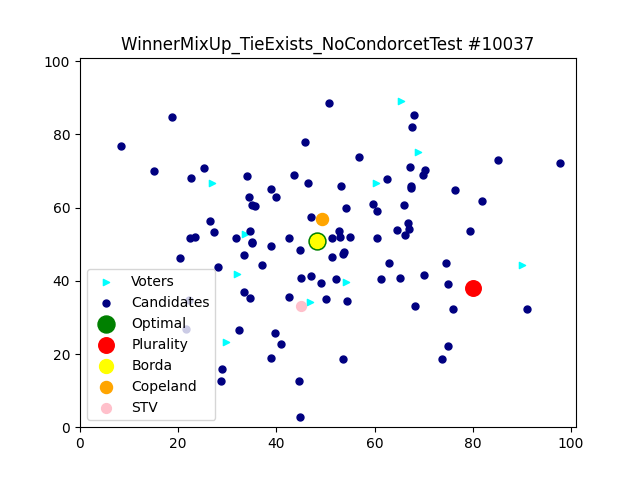 WinnerMixUp_TieExists_NoCondorcetTest #10037
100
80
60
40
20
0
Voters
Candidates
Optimal
Plurality
Borda
Copeland
STV
0 20 40 60 80 100